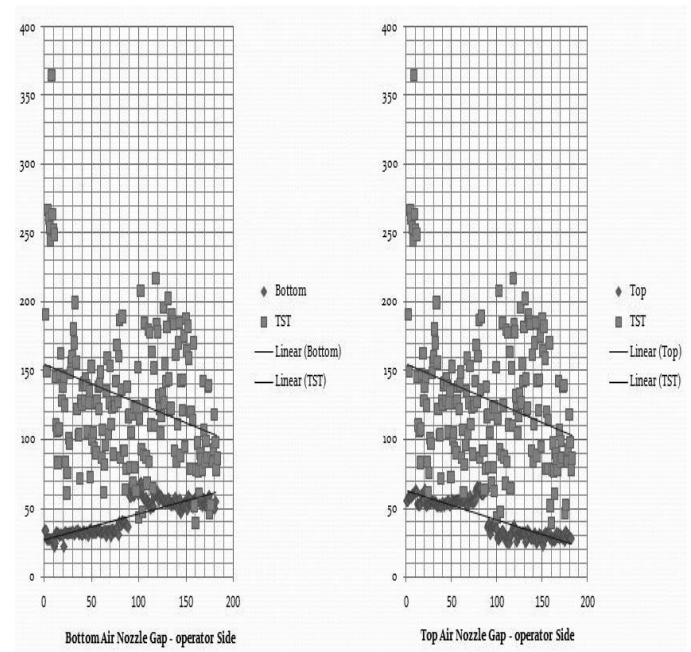 400
350
300
250
200
150
100
50
0
0 50 100 150 200
Bottom Air Nozzle Gap - operator Side
Bottom
TST
Linear (Bottom)
Linear (TST)
400
350
300
250
200
150
100
50
0
0 50 100 150 200
Top Air Nozzle Gap - operator Side
Top
TST
Linear (Top)
Linear (TST)